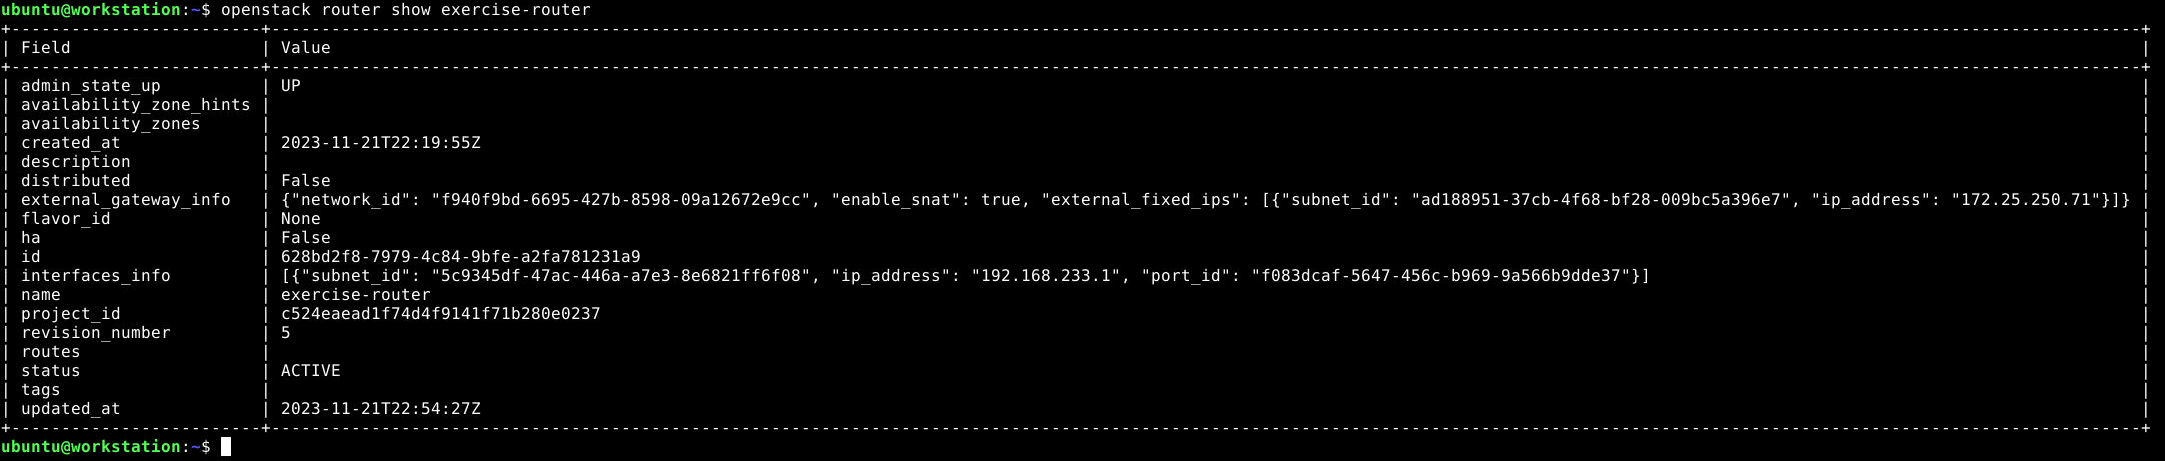 ubuntu@workstation:~$ openstack router show exercise-router
+-------------------------+-------------------------------------------------------------------------------------------------------------------------------------------------------------------------------------------+
| Field                   | Value                                                                                                                                                                                     |
+-------------------------+-------------------------------------------------------------------------------------------------------------------------------------------------------------------------------------------+
| admin_state_up          | UP                                                                                                                                                                                        |
| availability_zone_hints |                                                                                                                                                                                           |
| availability_zones      |                                                                                                                                                                                           |
| created_at              | 2023-11-21T22:19:55Z                                                                                                                                                                      |
| description             |                                                                                                                                                                                           |
| distributed             | False                                                                                                                                                                                     |
| external_gateway_info   | {"network_id": "f940f9bd-6695-427b-8598-09a12672e9cc", "enable_snat": true, "external_fixed_ips": [{"subnet_id": "ad188951-37cb-4f68-bf28-009bc5a396e7", "ip_address": "172.25.250.71"}]} |
| flavor_id               | None                                                                                                                                                                                      |
| ha                      | False                                                                                                                                                                                     |
| id                      | 628bd2f8-7979-4c84-9bfe-a2fa781231a9                                                                                                                                                      |
| interfaces_info         | [{"subnet_id": "5c9345df-47ac-446a-a7e3-8e6821ff6f08", "ip_address": "192.168.233.1", "port_id": "f083dcaf-5647-456c-b969-9a566b9dde37"}]                                                 |
| name                    | exercise-router                                                                                                                                                                           |
| project_id              | c524eaead1f74d4f9141f71b280e0237                                                                                                                                                          |
| revision_number         | 5                                                                                                                                                                                         |
| routes                  |                                                                                                                                                                                           |
| status                  | ACTIVE                                                                                                                                                                                    |
| tags                    |                                                                                                                                                                                           |
| updated_at              | 2023-11-21T22:54:27Z                                                                                                                                                                      |
+-------------------------+-------------------------------------------------------------------------------------------------------------------------------------------------------------------------------------------+
ubuntu@workstation:~$